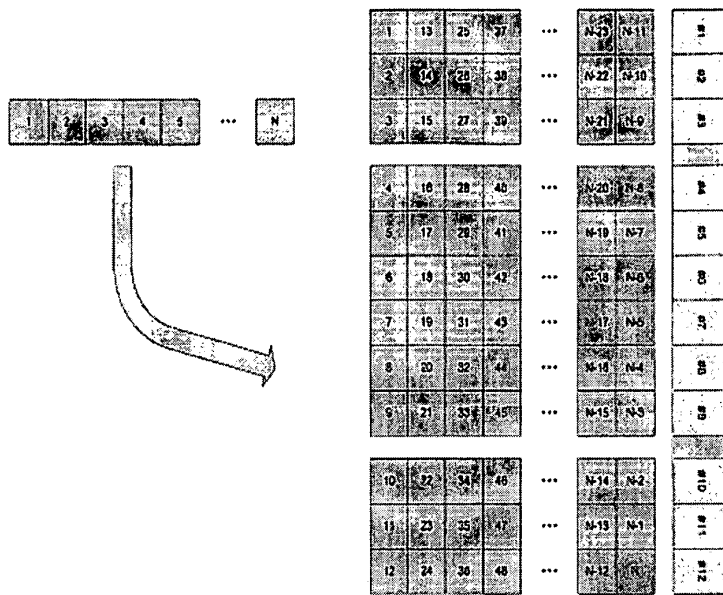 1 13 25 37 ... N-23 N-11 #1
2 14 26 38 ... N-22 N-10 #2
3 15 27 39 ... N-21 N-9 #3
1 2 3 4 5 ... N
4 16 28 40 ... N-20 N-8 #4
5 17 29 41 ... N-19 N-7 #5
6 18 30 42 ... N-18 N-6 #6
7 19 31 43 ... N-17 N-5 #7
8 20 32 44 ... N-16 N-4 #8
9 21 33 45 ... N-15 N-3 #9
10 22 34 46 ... N-14 N-2 #10
11 23 35 47 ... N-13 N-1 #11
12 24 36 48 ... N-12 N #12